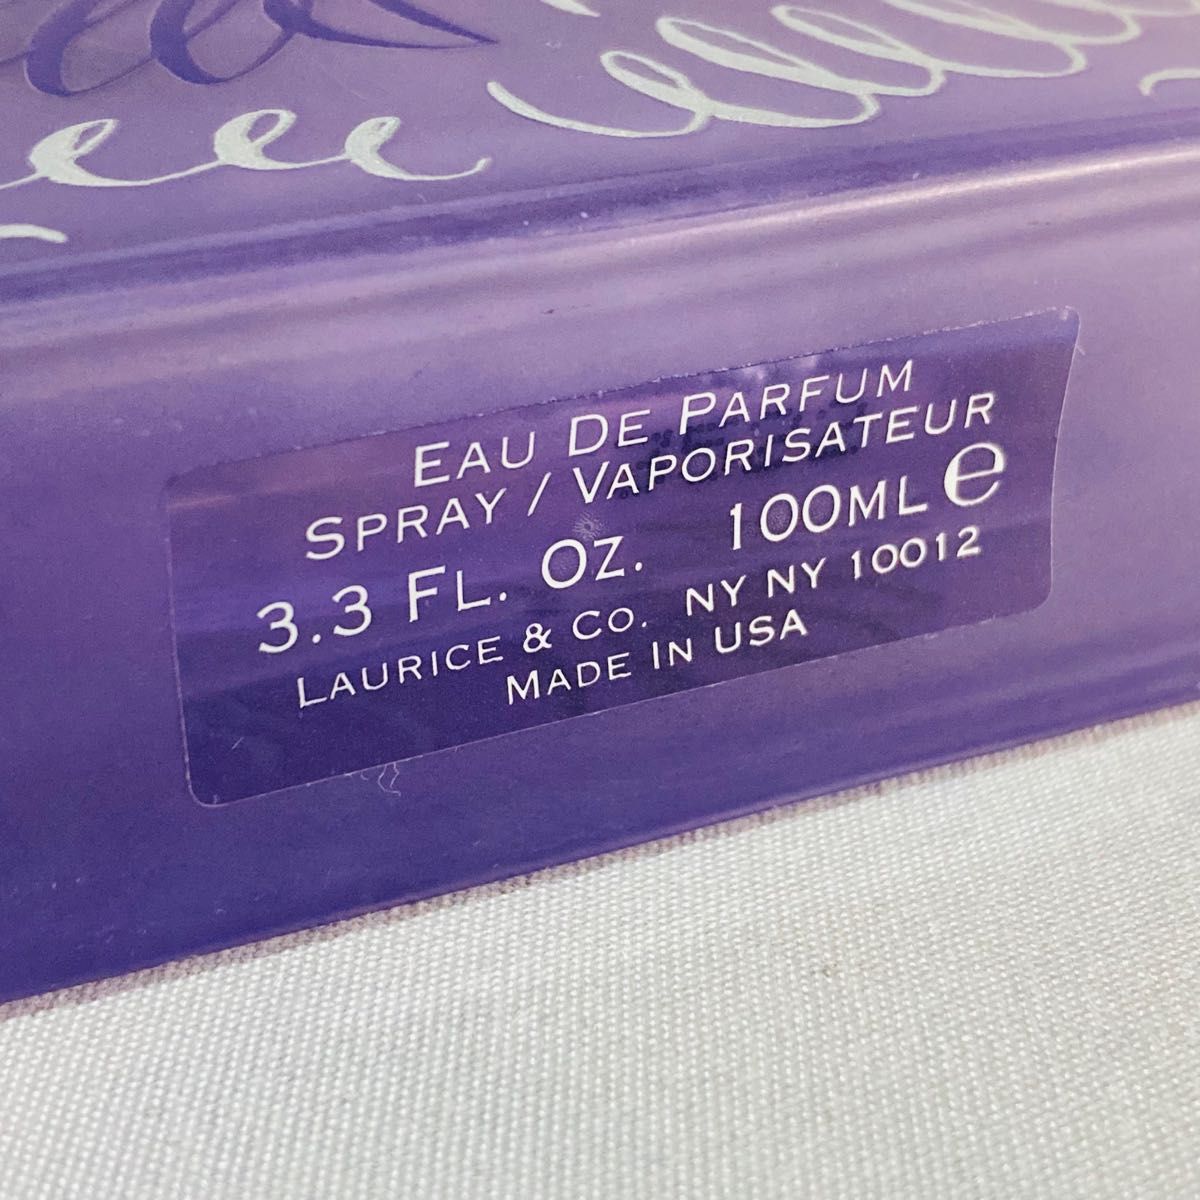 EAU DE PARFUM
SPRAY / VAPORISATEUR
3.3 FL. OZ. 100ML e
LAURICE & CO. NY NY 10012
MADE IN USA